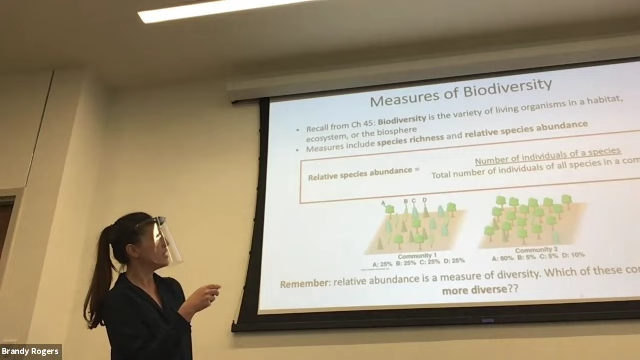 Measures of Biodiversity
• Recall from Ch 45: Biodiversity is the variety of living organisms in a habitat,
ecosystem, or the biosphere
• Measures include species richness and relative species abundance
Relative species abundance =
Number of individuals of a species
Total number of individuals of all species in a com
A B C D
Community 1
A: 25% B: 25% C: 25% D: 25%
Community 2
A: 80% B: 5% C: 5% D: 10%
Remember: relative abundance is a measure of diversity. Which of these co
more diverse??
Brandy Rogers